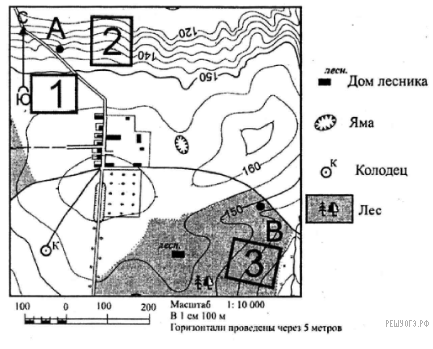 С
А
2
120
140
150
1
Ю
160
150
В
К
лесн.
3
лесн.
Дом лесника
Яма
К
Колодец
Лес
100 0 100 200
Масштаб 1: 10 000
В 1 см 100 м
Горизонтали проведены через 5 метров
РЕШУОГЭ.РФ